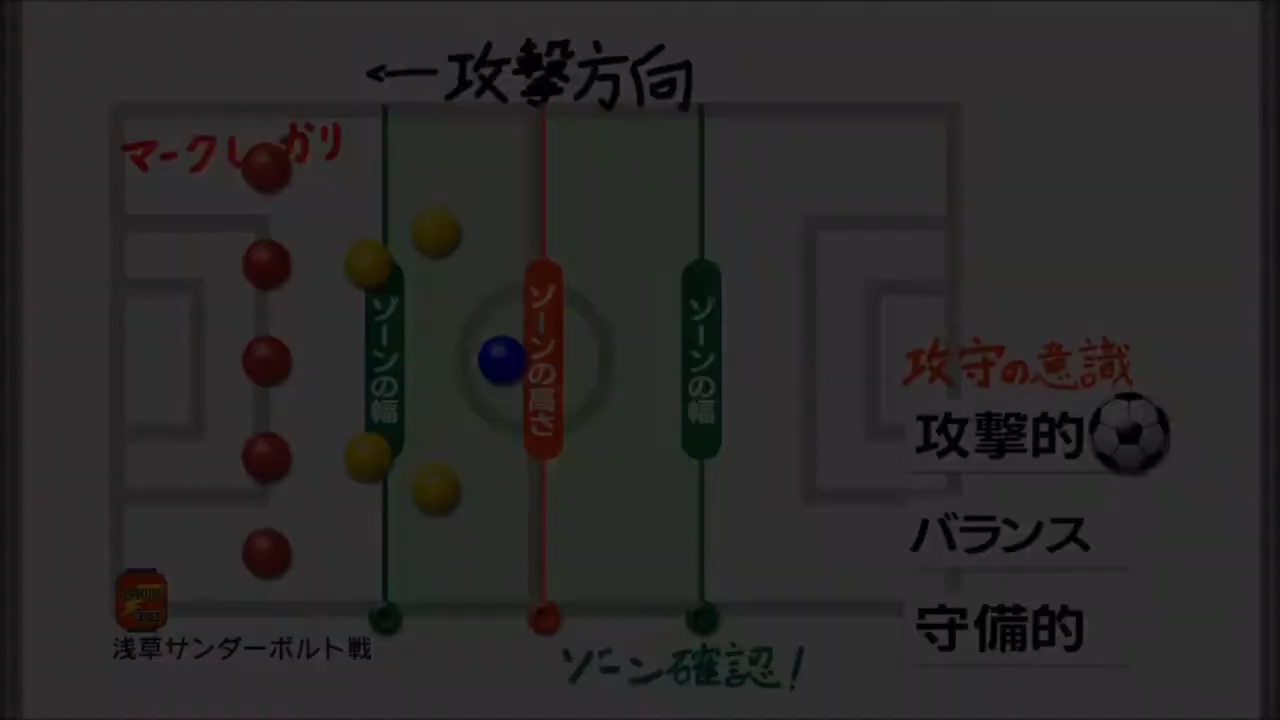 ←攻撃方向
マークしっかり
ゾーンの幅
ゾーンの高さ
ゾーンの幅
攻守の意識
攻撃的
バランス
守備的
浅草サンダーボルト戦
ゾーン確認!